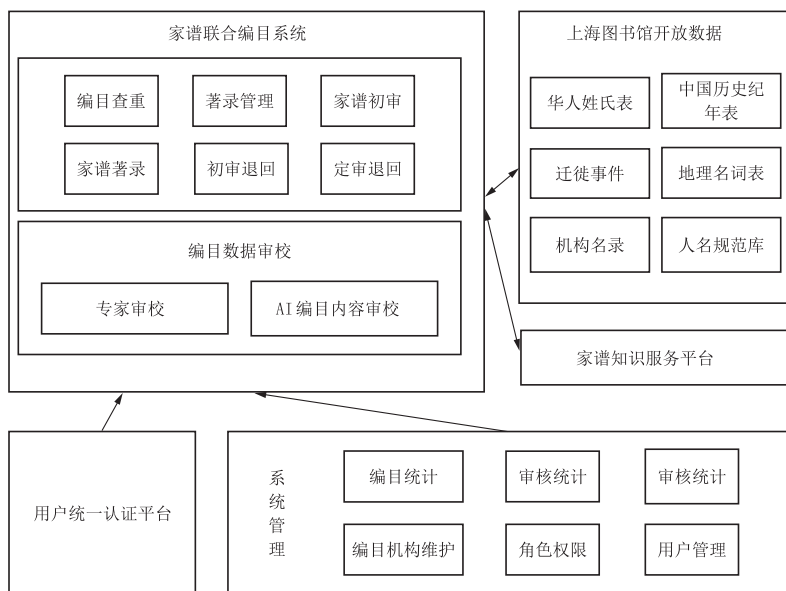 家谱联合编目系统
编目查重
著录管理
家谱初审
家谱著录
初审退回
定审退回
编目数据审校
专家审校
AI编目内容审校
上海图书馆开放数据
华人姓氏表
中国历史纪
年表
迁徙事件
地理名词表
机构名录
人名规范库
家谱知识服务平台
用户统一认证平台
系
统
管
理
编目统计
审核统计
审核统计
编目机构维护
角色权限
用户管理